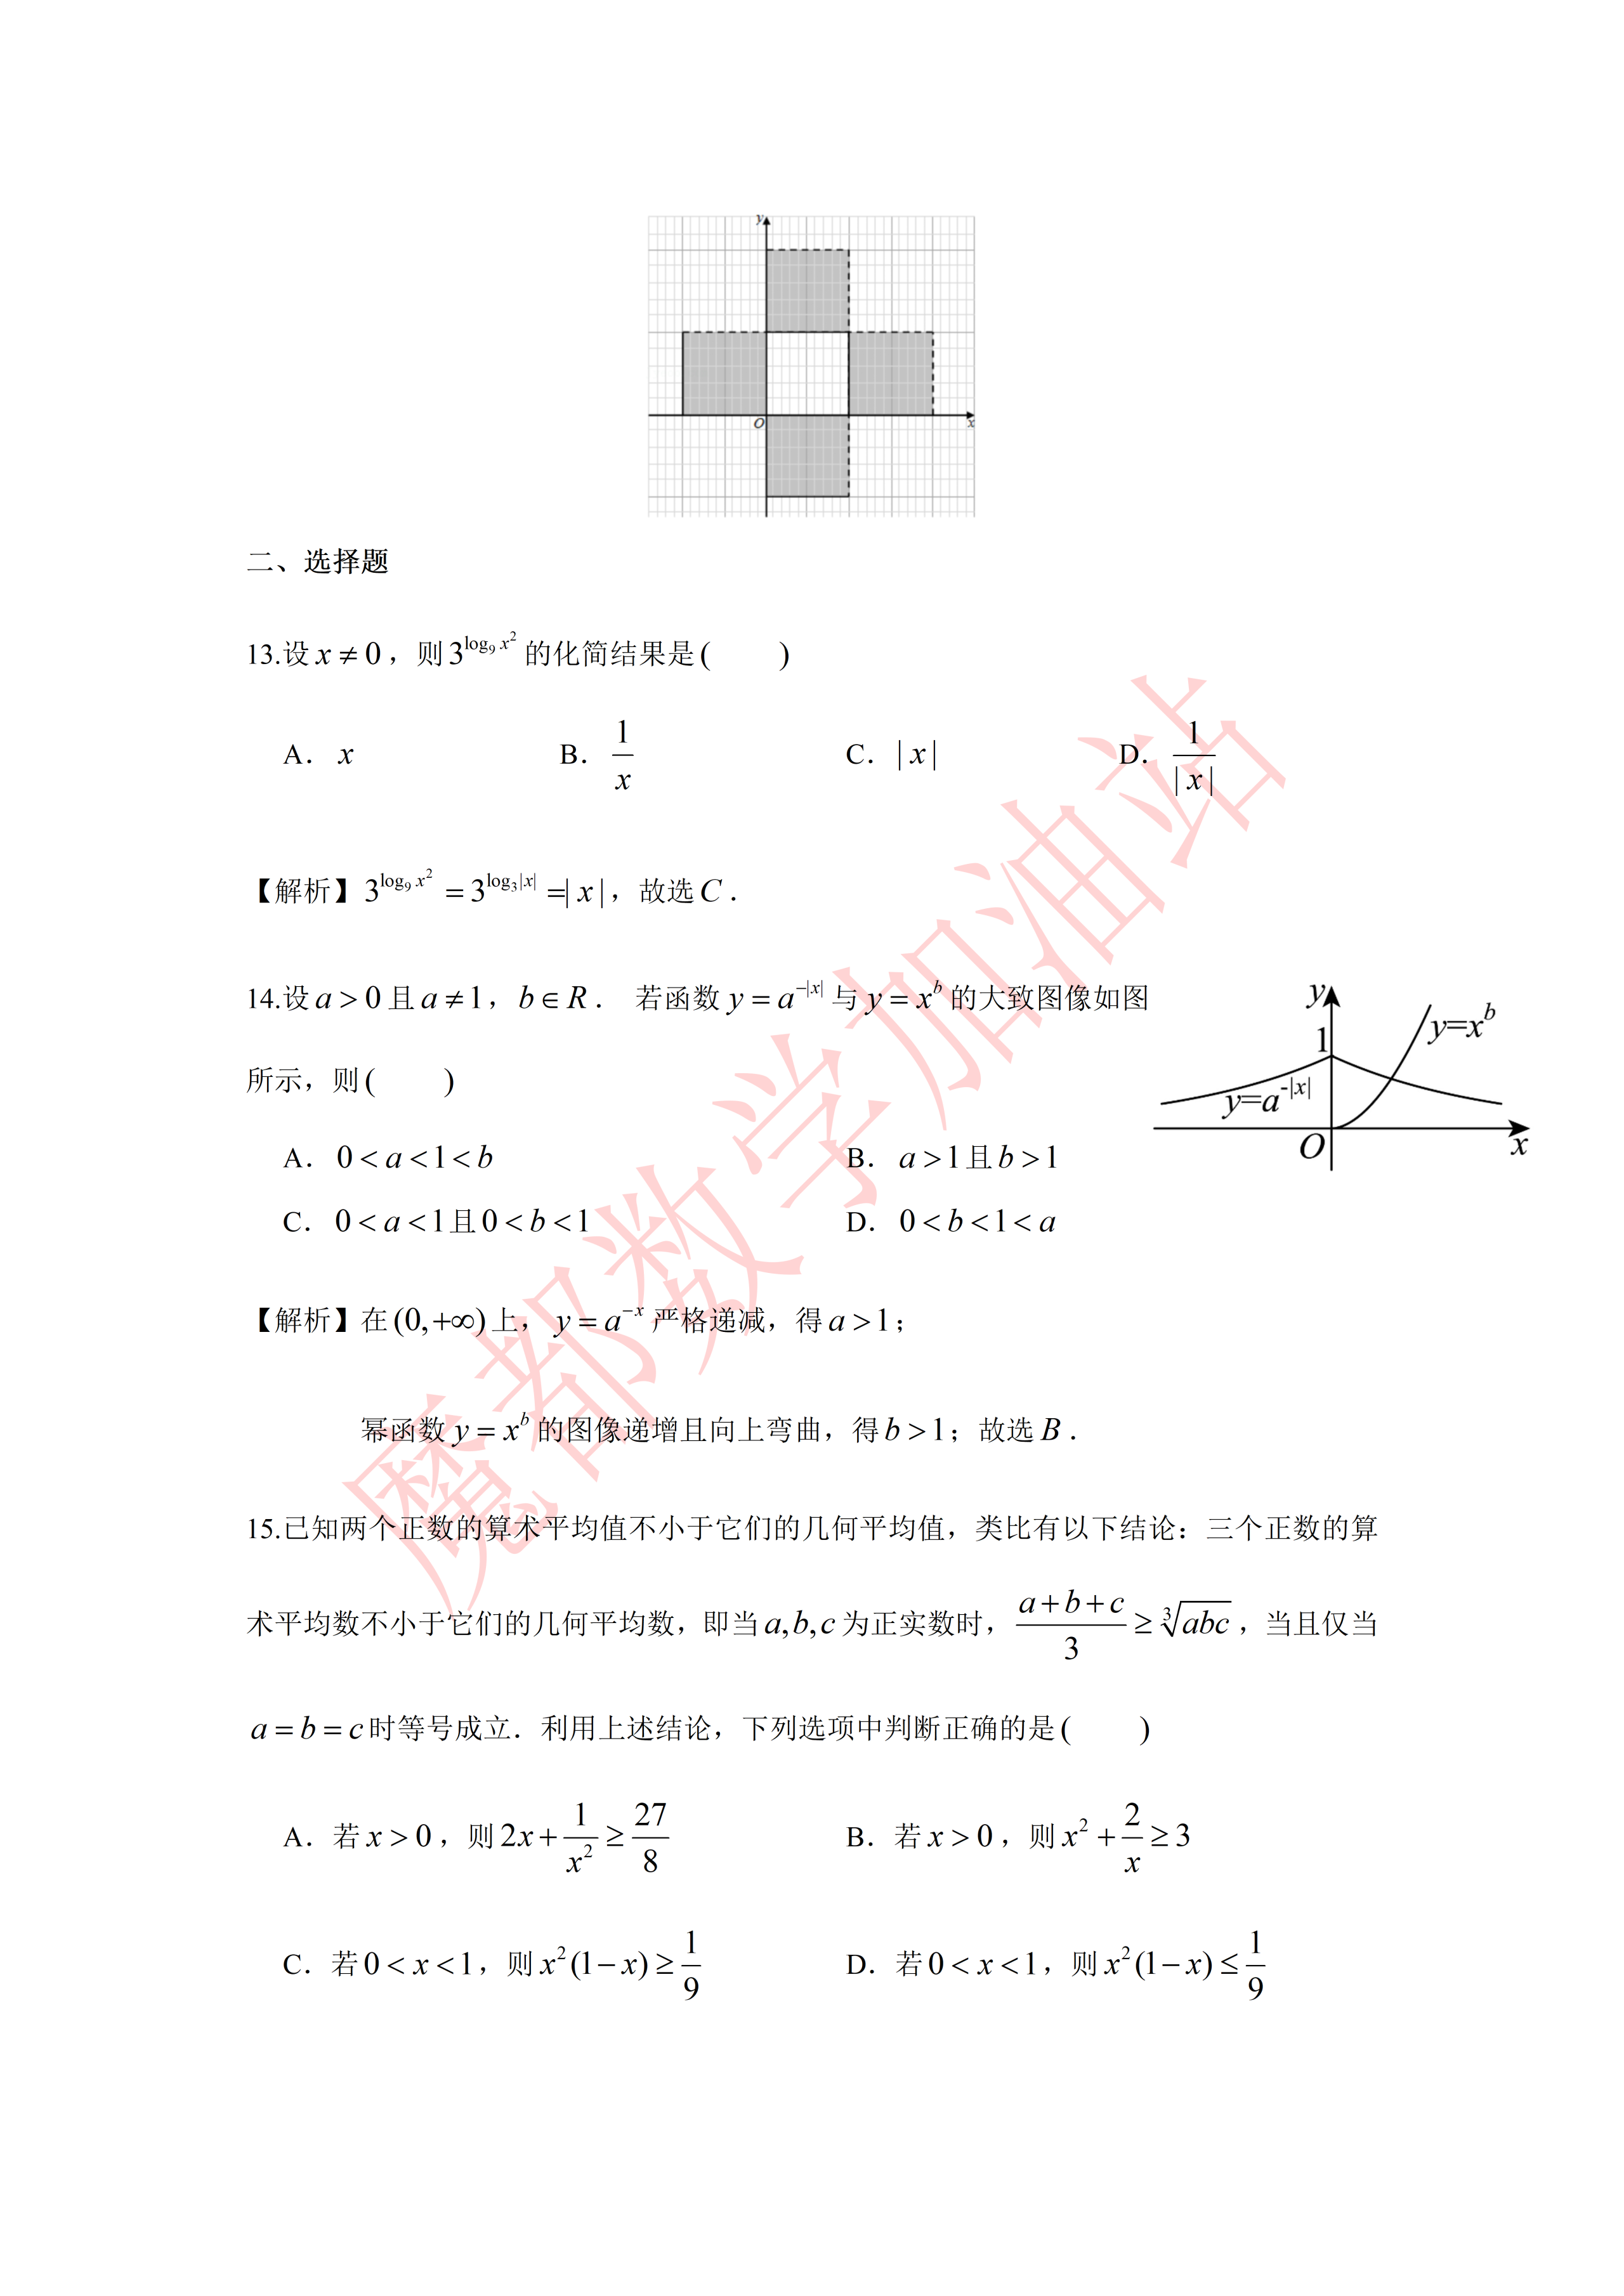 y
O
x
二、选择题
13.设 x ≠ 0，则 3^{log₉ x²} 的化简结果是 (    )
A． x    B． 1/x    C．| x |    D． 1/| x |
【解析】3^{log₉ x²} = 3^{log₃|x|} =| x |，故选 C．
14.设 a > 0 且 a ≠ 1， b ∈ R． 若函数 y = a^{−|x|} 与 y = x^b 的大致图像如图
所示，则 (    )
y
1
y=x^b
y=a^{-|x|}
O
x
A． 0 < a < 1 < b    B． a > 1 且 b > 1
C． 0 < a < 1 且 0 < b < 1    D． 0 < b < 1 < a
【解析】在 (0, +∞) 上， y = a^{−x} 严格递减，得 a > 1；
幂函数 y = x^b 的图像递增且向上弯曲，得 b > 1；故选 B．
15.已知两个正数的算术平均值不小于它们的几何平均值，类比有以下结论：三个正数的算
术平均数不小于它们的几何平均数，即当 a, b, c 为正实数时， (a + b + c)/3 ≥ ∛abc ，当且仅当
a = b = c 时等号成立．利用上述结论，下列选项中判断正确的是 (    )
A．若 x > 0，则 2x + 1/x² ≥ 27/8    B．若 x > 0，则 x² + 2/x ≥ 3
C．若 0 < x < 1，则 x²(1 − x) ≥ 1/9    D．若 0 < x < 1，则 x²(1 − x) ≤ 1/9
魔都数学加油站